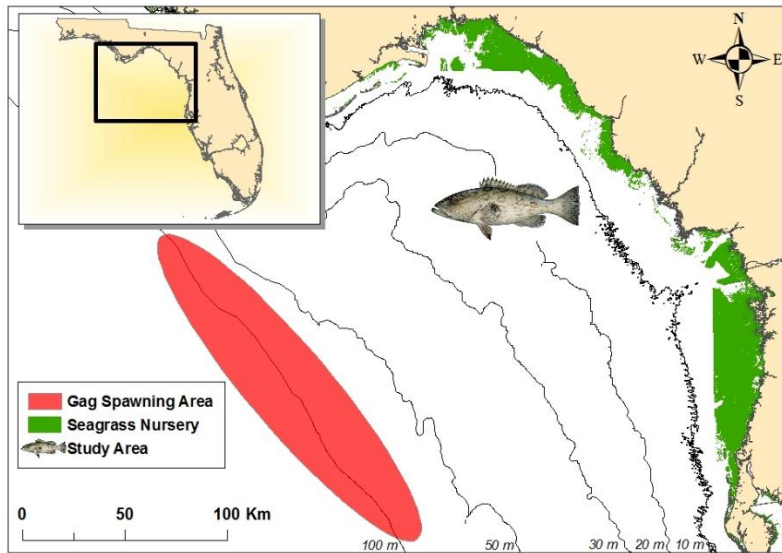 N
W E
S
Gag Spawning Area
Seagrass Nursery
Study Area
0 50 100 Km
100 m 50 m 30 m 20 m 10 m